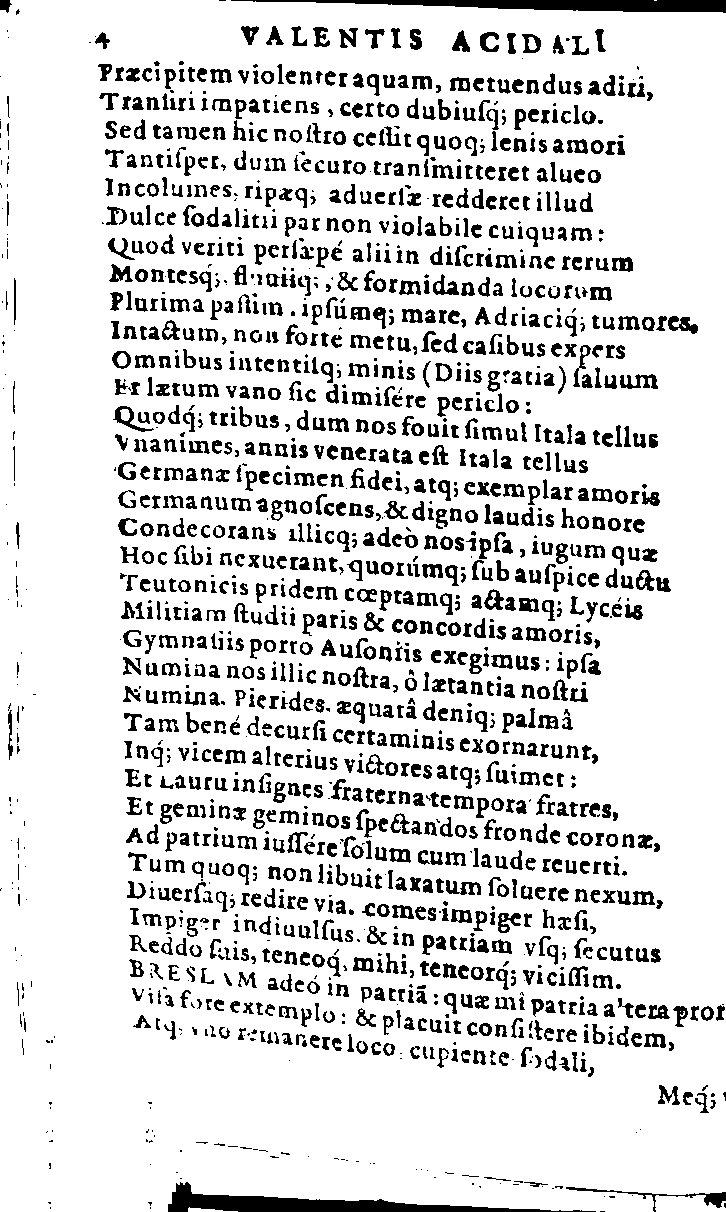 4 VALENTIS ACIDALI
Præcipitem violenter aquam, metuendus adiri,
Tranſiri impatiens, certo dubiuſq́; periclo.
Sed tamen hic noſtro ceſſit quoq; lenis amori
Tantiſper, dum ſecuro tranſmitteret alueo
Incolumes, ripæq; aduerſæ redderet illud
Dulce ſodalitii par non violabile cuiquam:
Quod veriti perſæpé alii in diſcrimine rerum
Montesq́;, fluuiiq;, & formidanda locorum
Plurima paſſim, ipſúmq; mare, Adriaciq́; tumores,
Intactum, non forte metu, ſed caſibus expers
Omnibus intentiſq; minis (Diis gratia) ſaluum
Et lætum vano ſic dimiſére periclo:
Quodq́; tribus, dum nos fouit ſimul Itala tellus
Vnanimes, annis venerata eſt Itala tellus
Germanæ ſpecimen fidei, atq; exemplar amoris
Germanum agnoſcens, & digno laudis honore
Condecorans illicq; adeò nos ipſa, iugum quæ
Hoc ſibi nexuerant, quorúmq; ſub auſpice ductu
Teutonicis pridem cœptamq; actamq; Lycéis
Militiam ſtudii paris & concordis amoris,
Gymnaſiis porrò Auſoniis exegimus: ipſa
Numina nos illic noſtra, ô lætantia noſtri
Numina. Pierides. æquatâ deniq; palmâ
Tam bené decurſi certaminis exornarunt,
Inq́; vicem alterius victores atq; ſuimet:
Et Lauru inſignes fraterna tempora fratres,
Et geminæ geminos ſpectandos fronde coronæ,
Ad patrium iuſſére ſolum cum laude reuerti.
Tum quoq; non libuit laxatum ſoluere nexum,
Diuerſaq; redire via. comes impiger hæſi,
Impiger indiuulſus. & in patriam vſq; ſecutus
Reddo ſuis, teneoq́, mihi, teneorq́; viciſſim.
BRESLAM adeó in patriã: quæ mî patria a'tera pror
Viſa fore extemplo: & placuit conſiſtere ibidem,
Atq, vno remanere loco, cupiente ſodali,
Meq́;